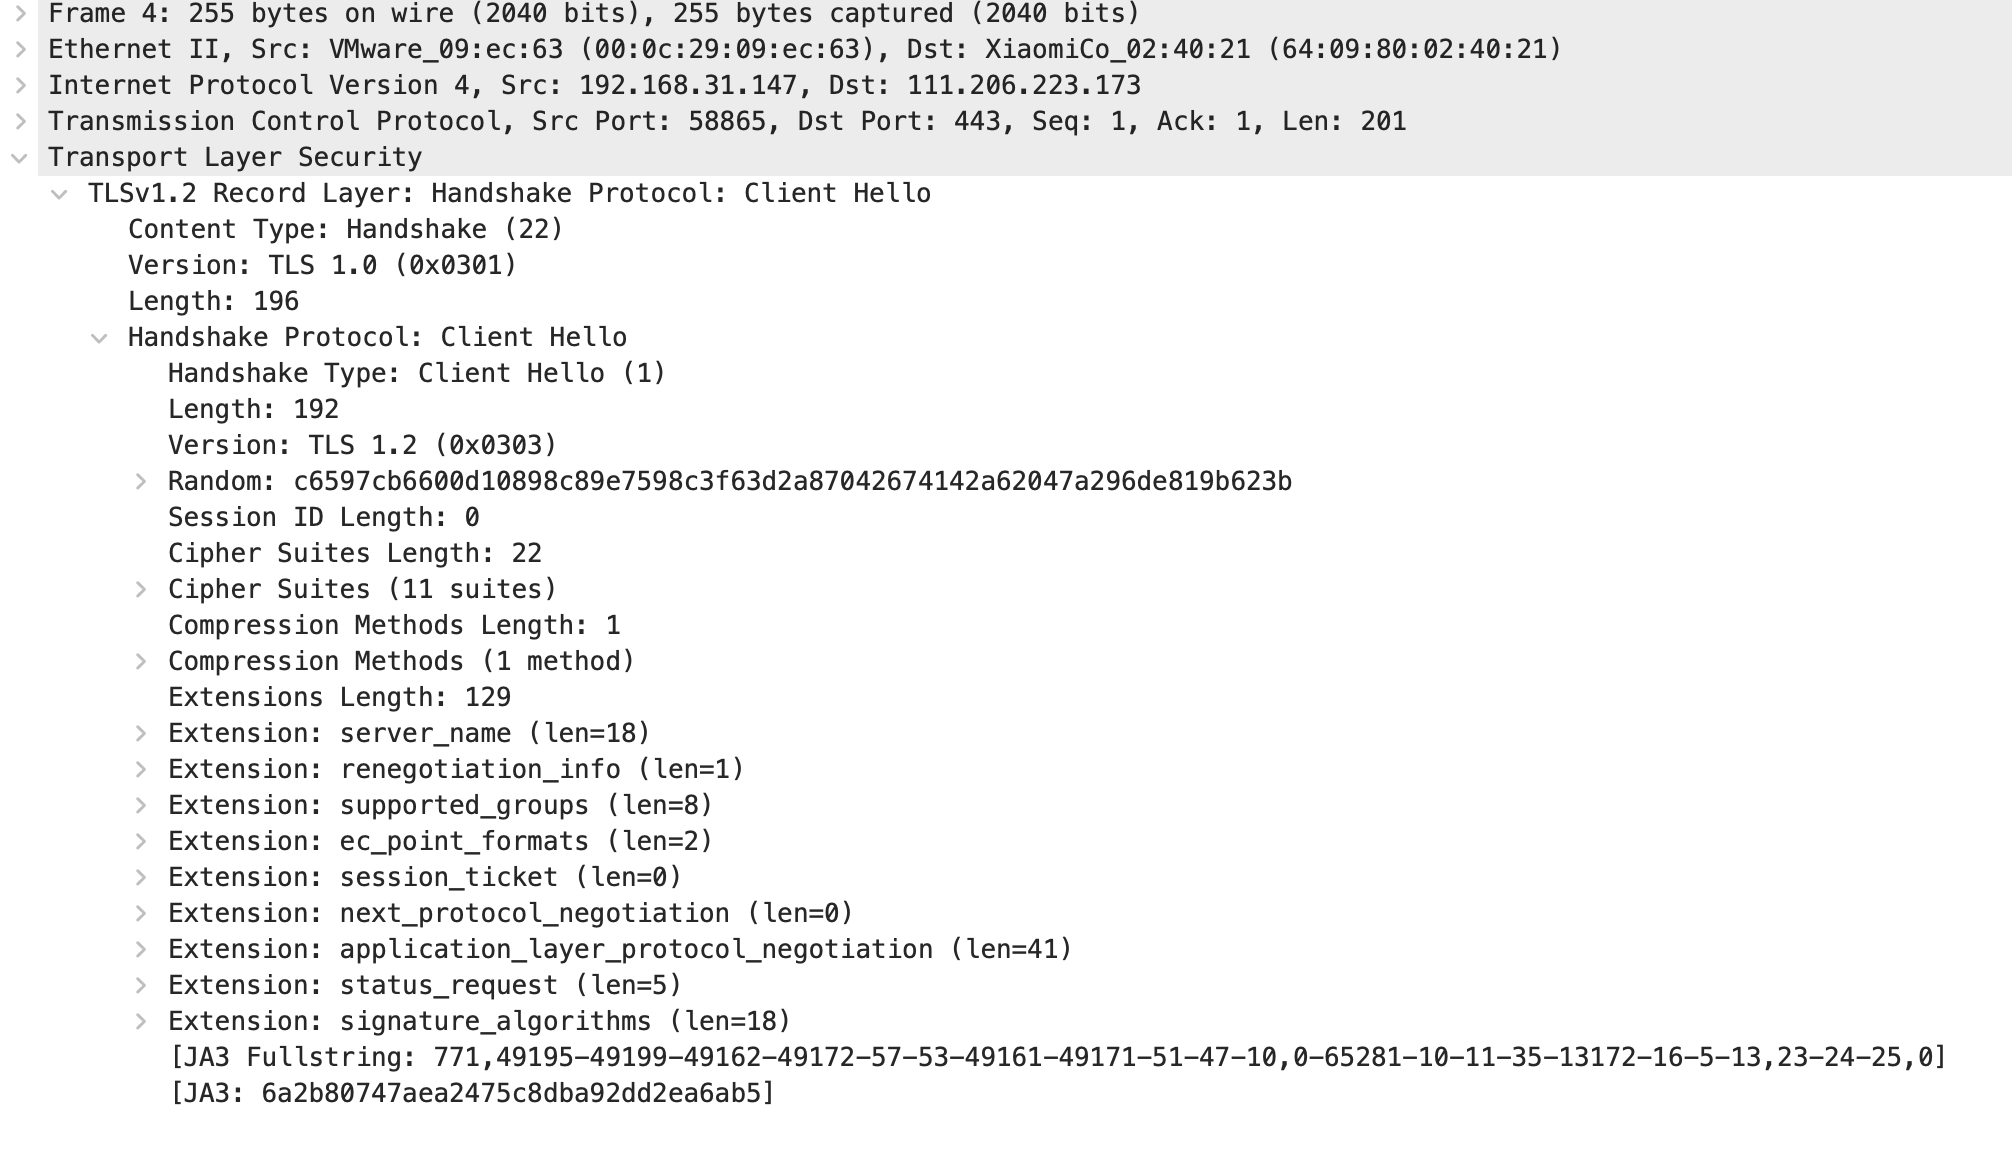 Frame 4: 255 bytes on wire (2040 bits), 255 bytes captured (2040 bits)
Ethernet II, Src: VMware_09:ec:63 (00:0c:29:09:ec:63), Dst: XiaomiCo_02:40:21 (64:09:80:02:40:21)
Internet Protocol Version 4, Src: 192.168.31.147, Dst: 111.206.223.173
Transmission Control Protocol, Src Port: 58865, Dst Port: 443, Seq: 1, Ack: 1, Len: 201
Transport Layer Security
TLSv1.2 Record Layer: Handshake Protocol: Client Hello
Content Type: Handshake (22)
Version: TLS 1.0 (0x0301)
Length: 196
Handshake Protocol: Client Hello
Handshake Type: Client Hello (1)
Length: 192
Version: TLS 1.2 (0x0303)
Random: c6597cb6600d10898c89e7598c3f63d2a87042674142a62047a296de819b623b
Session ID Length: 0
Cipher Suites Length: 22
Cipher Suites (11 suites)
Compression Methods Length: 1
Compression Methods (1 method)
Extensions Length: 129
Extension: server_name (len=18)
Extension: renegotiation_info (len=1)
Extension: supported_groups (len=8)
Extension: ec_point_formats (len=2)
Extension: session_ticket (len=0)
Extension: next_protocol_negotiation (len=0)
Extension: application_layer_protocol_negotiation (len=41)
Extension: status_request (len=5)
Extension: signature_algorithms (len=18)
[JA3 Fullstring: 771,49195-49199-49162-49172-57-53-49161-49171-51-47-10,0-65281-10-11-35-13172-16-5-13,23-24-25,0]
[JA3: 6a2b80747aea2475c8dba92dd2ea6ab5]